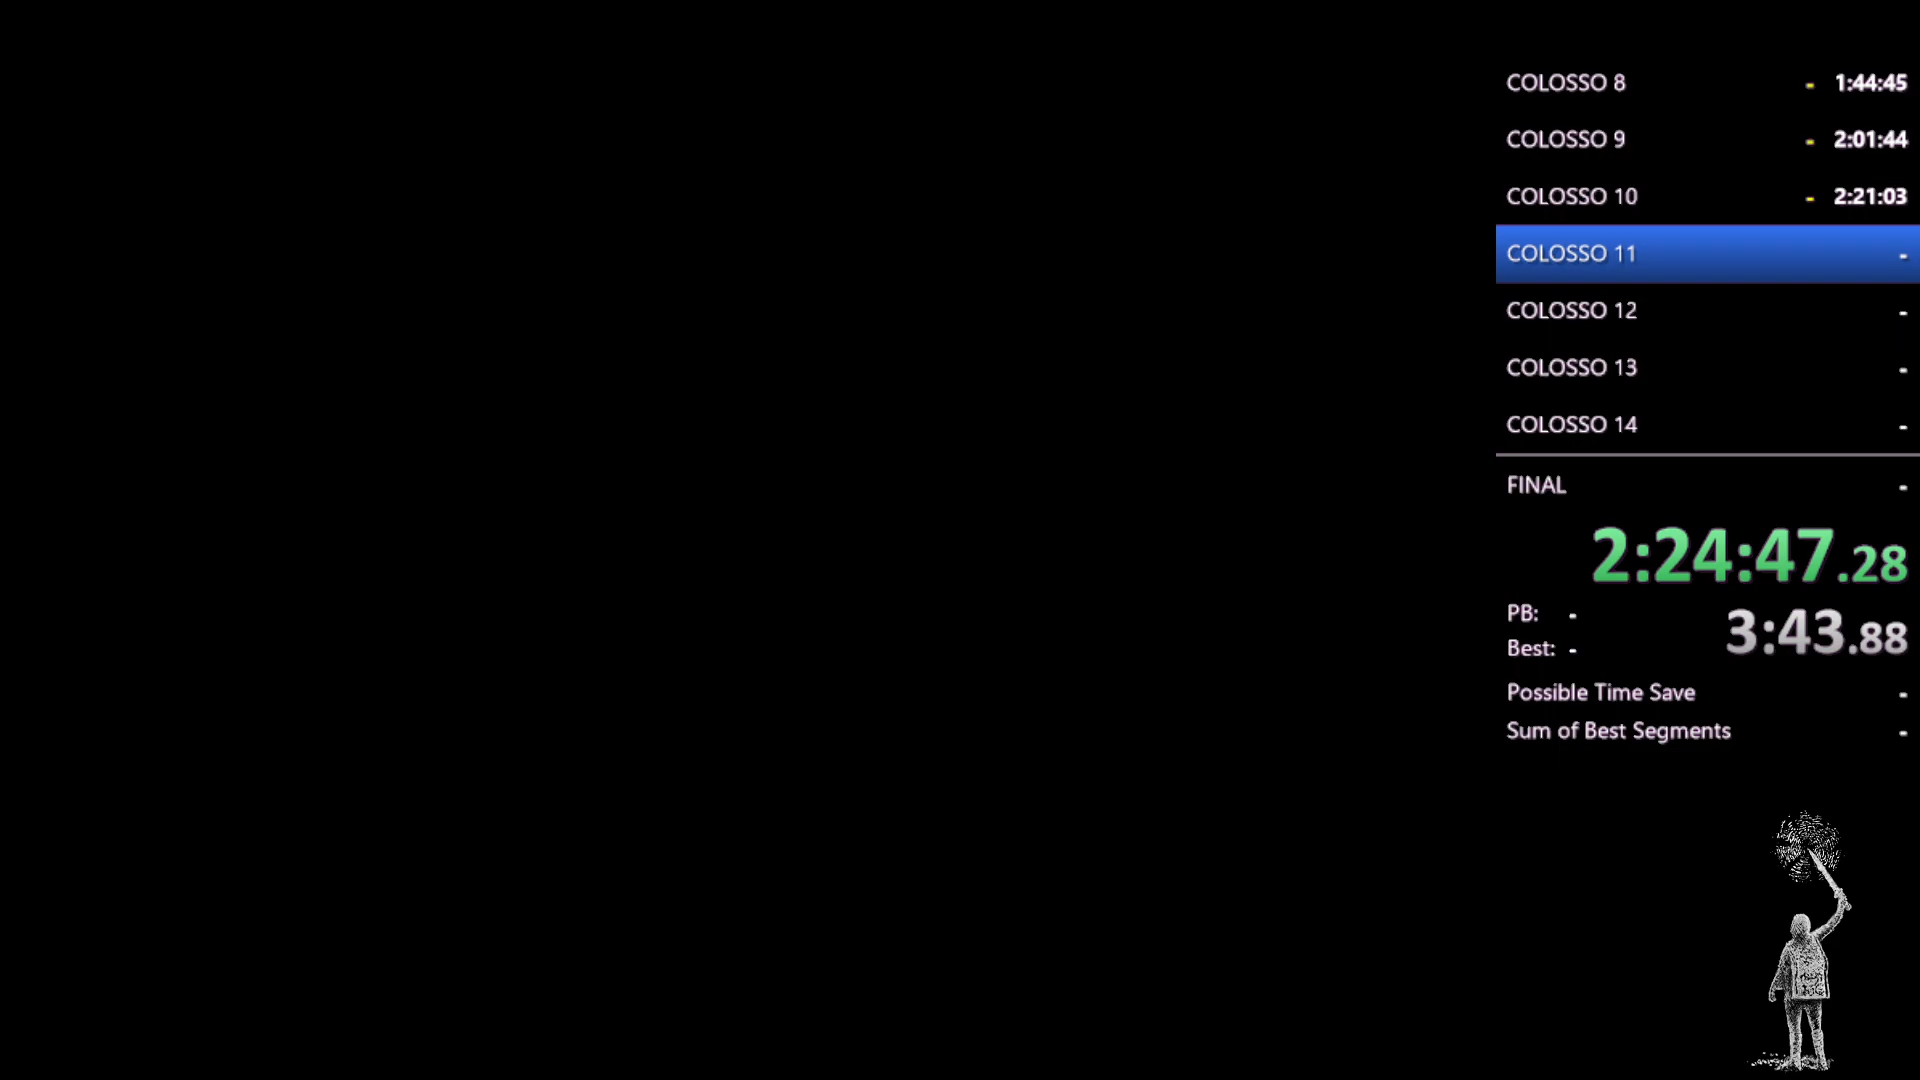 COLOSSO 8 - 1:44:45
COLOSSO 9 - 2:01:44
COLOSSO 10 - 2:21:03
COLOSSO 11 -
COLOSSO 12 -
COLOSSO 13 -
COLOSSO 14 -
FINAL -
2:24:47.28
PB: - 3:43.88
Best: -
Possible Time Save -
Sum of Best Segments -